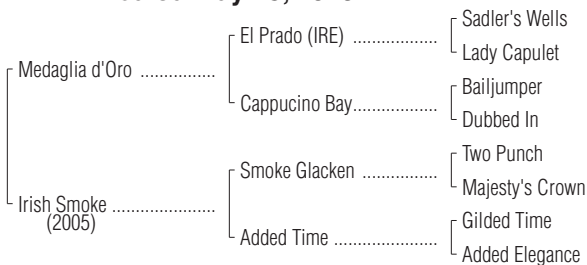 Sadler's Wells
El Prado (IRE) ...................
Lady Capulet
Medaglia d'Oro ...............
Bailjumper
Cappucino Bay...................
Dubbed In
Two Punch
Smoke Glacken .................
Majesty's Crown
Irish Smoke .....................
(2005)
Gilded Time
Added Time .......................
Added Elegance